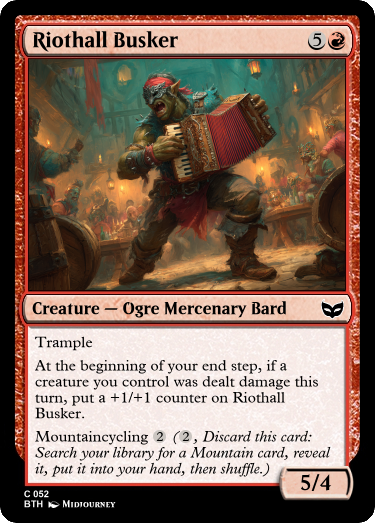 Riothall Busker 5
Creature — Ogre Mercenary Bard
Trample
At the beginning of your end step, if a
creature you control was dealt damage this
turn, put a +1/+1 counter on Riothall
Busker.
Mountaincycling 2 (2, Discard this card:
Search your library for a Mountain card, reveal
it, put it into your hand, then shuffle.)
5/4
C 052
BTH Midjourney